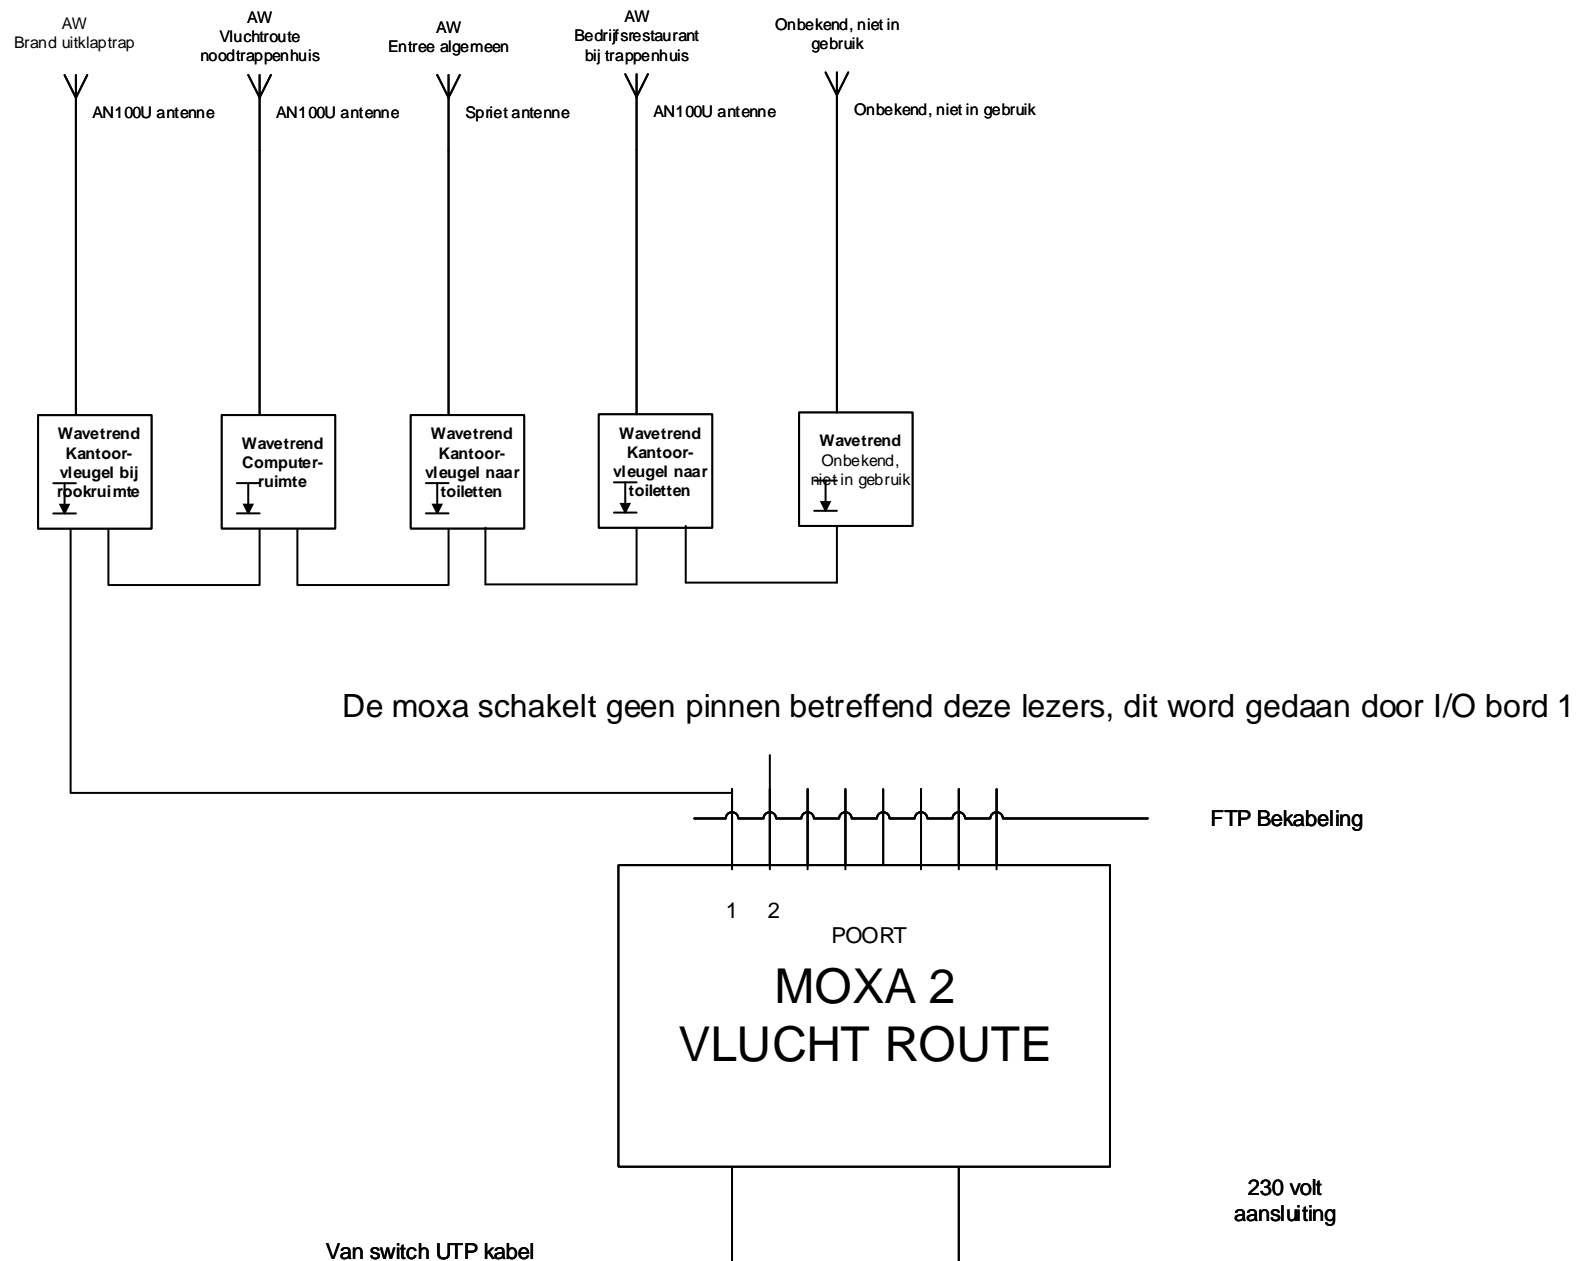 AW
Brand uitklaptrap
AW
Vluchtroute
noodtrappenhuis
AW
Entree algemeen
AW
Bedrijfsrestaurant
bij trappenhuis
Onbekend, niet in
gebruik
AN100U antenne
AN100U antenne
Spriet antenne
AN100U antenne
Onbekend, niet in gebruik
Wavetrend
Kantoor-
vleugel bij
rookruimte
Wavetrend
Computer-
ruimte
Wavetrend
Kantoor-
vleugel naar
toiletten
Wavetrend
Kantoor-
vleugel naar
toiletten
Wavetrend
Onbekend,
niet in gebruik
De moxa schakelt geen pinnen betreffend deze lezers, dit word gedaan door I/O bord 1
FTP Bekabeling
1 2
POORT
MOXA 2
VLUCHT ROUTE
230 volt
aansluiting
Van switch UTP kabel